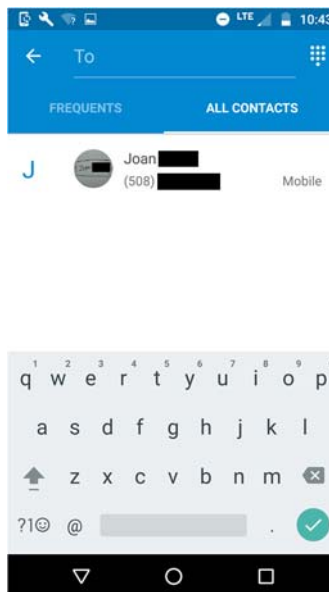 LTE 10:43
To
FREQUENTS ALL CONTACTS
J
Joan
(508)
Mobile
1 2 3 4 5 6 7 8 9
q w e r t y u i o p
a s d f g h j k l
z x c v b n m
?1☺ @ .